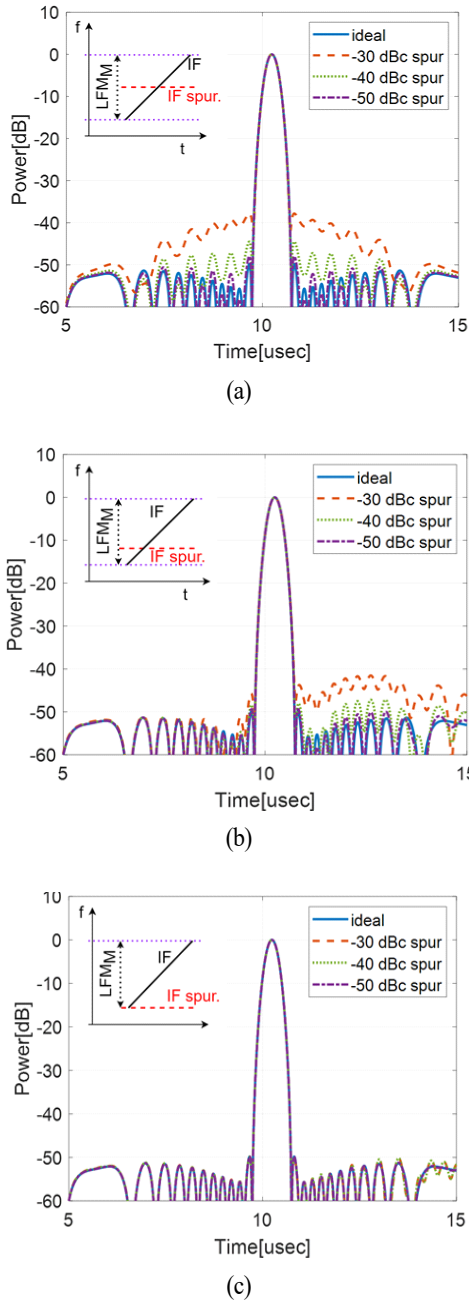 10
0
-10
-20
-30
-40
-50
-60
Power[dB]
f
LFM_M
IF
IF spur.
t
ideal
-30 dBc spur
-40 dBc spur
-50 dBc spur
5
10
15
Time[usec]
(a)
10
0
-10
-20
-30
-40
-50
-60
Power[dB]
f
LFM_M
IF
IF spur.
t
ideal
-30 dBc spur
-40 dBc spur
-50 dBc spur
5
10
15
Time[usec]
(b)
10
0
-10
-20
-30
-40
-50
-60
Power[dB]
f
LFM_M
IF
IF spur.
ideal
-30 dBc spur
-40 dBc spur
-50 dBc spur
5
10
15
Time[usec]
(c)